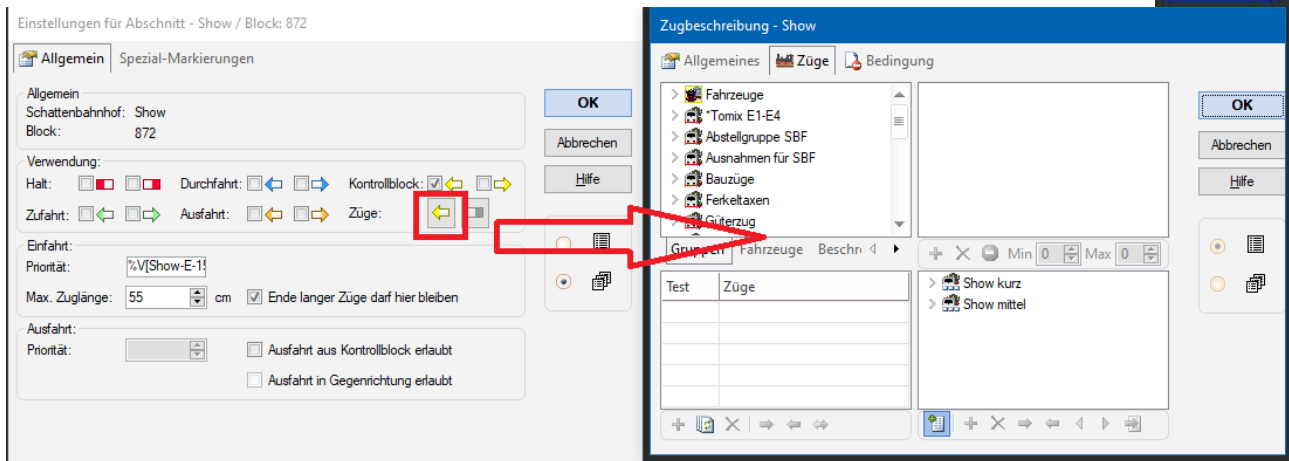 Einstellungen für Abschnitt - Show / Block: 872
Allgemein Spezial-Markierungen
Allgemein
Schattenbahnhof: Show
Block: 872
Verwendung:
Halt: Durchfahrt: Kontrollblock:
Zufahrt: Ausfahrt: Züge:
Einfahrt:
Priorität: %V[Show-E-15
Max. Zuglänge: 55 cm Ende langer Züge darf hier bleiben
Ausfahrt:
Priorität: Ausfahrt aus Kontrollblock erlaubt
Ausfahrt in Gegenrichtung erlaubt
OK
Abbrechen
Hilfe
Zugbeschreibung - Show
Allgemeines Züge Bedingung
Fahrzeuge
*Tomix E1-E4
Abstellgruppe SBF
Ausnahmen für SBF
Bauzüge
Ferkeltaxen
Güterzug
Gruppen Fahrzeuge Beschre
Min 0 Max 0
Test Züge
Show kurz
Show mittel
OK
Abbrechen
Hilfe